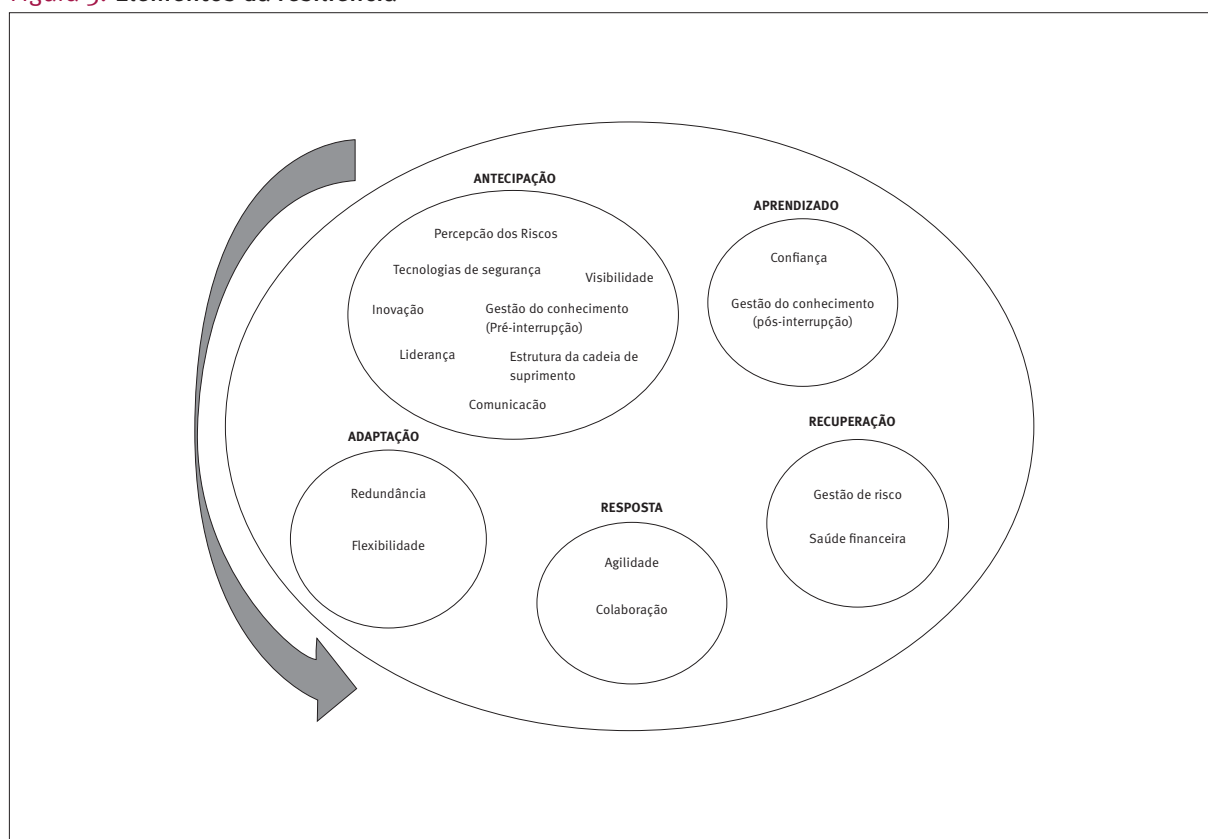 ANTECIPAÇÃO
Percepcão dos Riscos
Tecnologias de segurança
Visibilidade
Inovação
Gestão do conhecimento
(Pré-interrupção)
Liderança
Estrutura da cadeia de
suprimento
Comunicacão
APRENDIZADO
Confiança
Gestão do conhecimento
(pós-interrupção)
ADAPTAÇÃO
Redundância
Flexibilidade
RESPOSTA
Agilidade
Colaboração
RECUPERAÇÃO
Gestão de risco
Saúde financeira